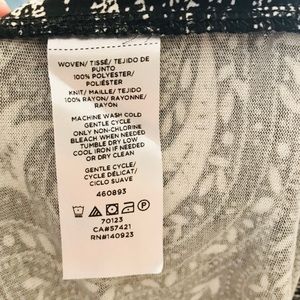 WOVEN/ TISSÉ/ TEJIDO DE
PUNTO
100% POLYESTER/
POLIÉSTER
KNIT/ MAILLE/ TEJIDO
100% RAYON/ RAYONNE/
RAYÓN
MACHINE WASH COLD
GENTLE CYCLE
ONLY NON-CHLORINE
BLEACH WHEN NEEDED
TUMBLE DRY LOW
COOL IRON IF NEEDED
OR DRY CLEAN
GENTLE CYCLE/
CYCLE DÉLICAT/
CICLO SUAVE
460893
70123
CA#57421
RN#140923